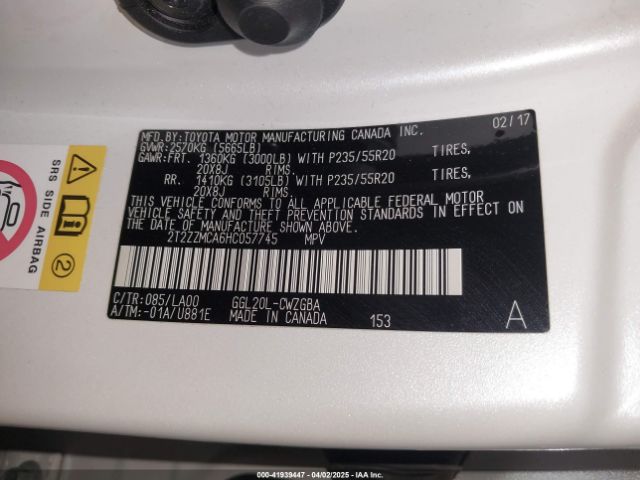 MFD.BY:TOYOTA MOTOR MANUFACTURING CANADA INC. 02/17
GVWR:2570KG (5665LB)
GAWR:FRT. 1360KG (3000LB) WITH P235/55R20 TIRES,
20X8J RIMS.
RR. 1410KG (3105LB) WITH P235/55R20 TIRES,
20X8J RIMS.
THIS VEHICLE CONFORMS TO ALL APPLICABLE FEDERAL MOTOR
VEHICLE SAFETY AND THEFT PREVENTION STANDARDS IN EFFECT ON
THE DATE OF MANUFACTURE SHOWN ABOVE.
2T2ZZMCA6HC057745 MPV
C/TR:085/LA00 GGL20L-CWZGBA
A/TM:-01A/U881E MADE IN CANADA 153 A
SRS SIDE AIRBAG
2
000-41939447 - 04/02/2025 - IAA Inc.